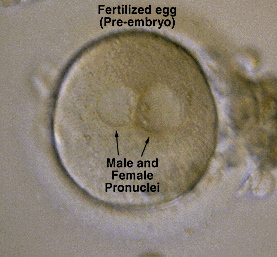 Fertilized egg
(Pre-embryo)
Male and
Female
Pronuclei